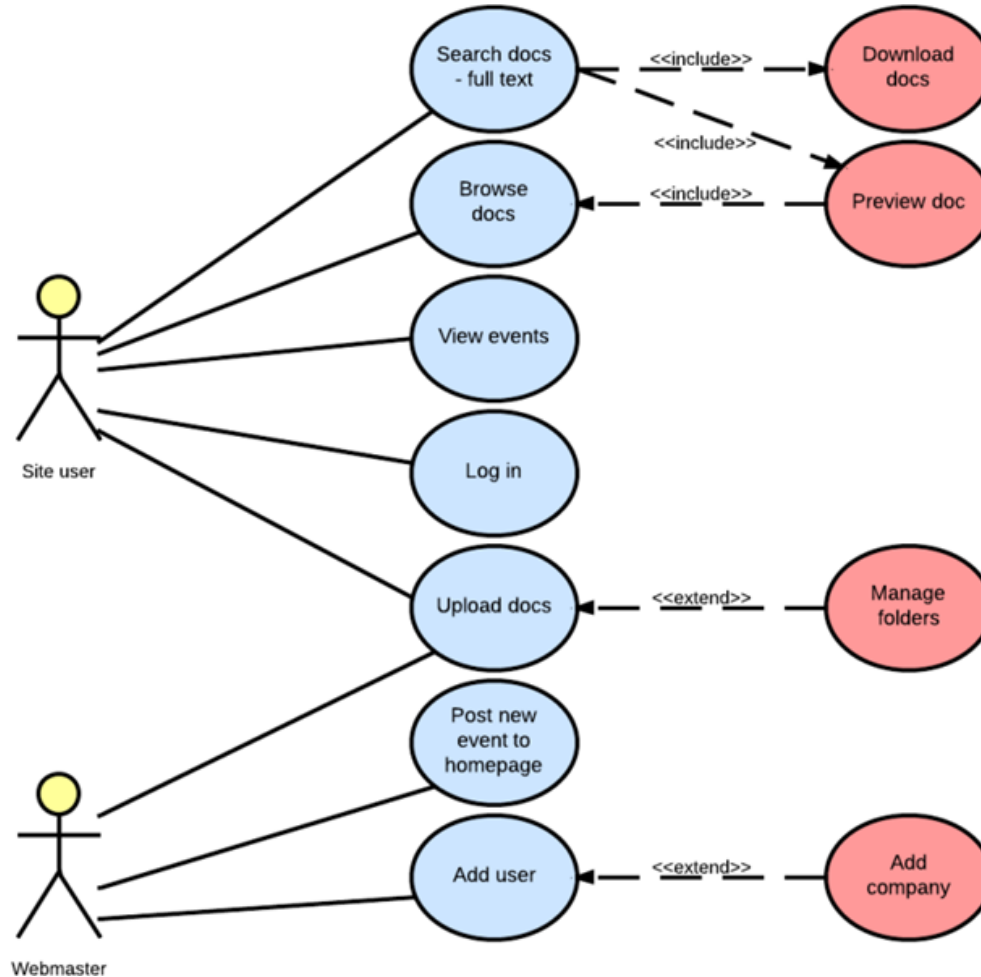 Search docs
- full text
<<include>>
Download
docs
<<include>>
Browse
docs
<<include>>
Preview doc
View events
Site user
Log in
Upload docs
<<extend>>
Manage
folders
Post new
event to
homepage
Add user
<<extend>>
Add
company
Webmaster